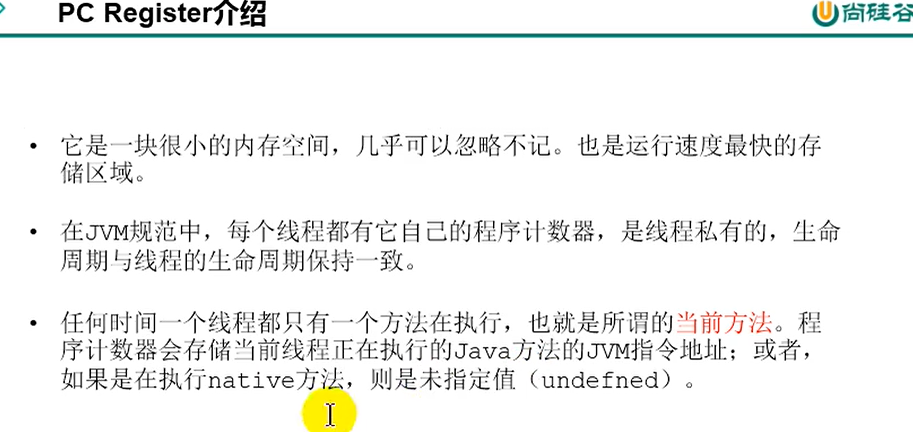 PC Register介绍
尚硅谷
• 它是一块很小的内存空间，几乎可以忽略不记。也是运行速度最快的存
储区域。
• 在JVM规范中，每个线程都有它自己的程序计数器，是线程私有的，生命
周期与线程的生命周期保持一致。
• 任何时间一个线程都只有一个方法在执行，也就是所谓的当前方法。程
序计数器会存储当前线程正在执行的Java方法的JVM指令地址；或者，
如果是在执行native方法，则是未指定值（undefned）。